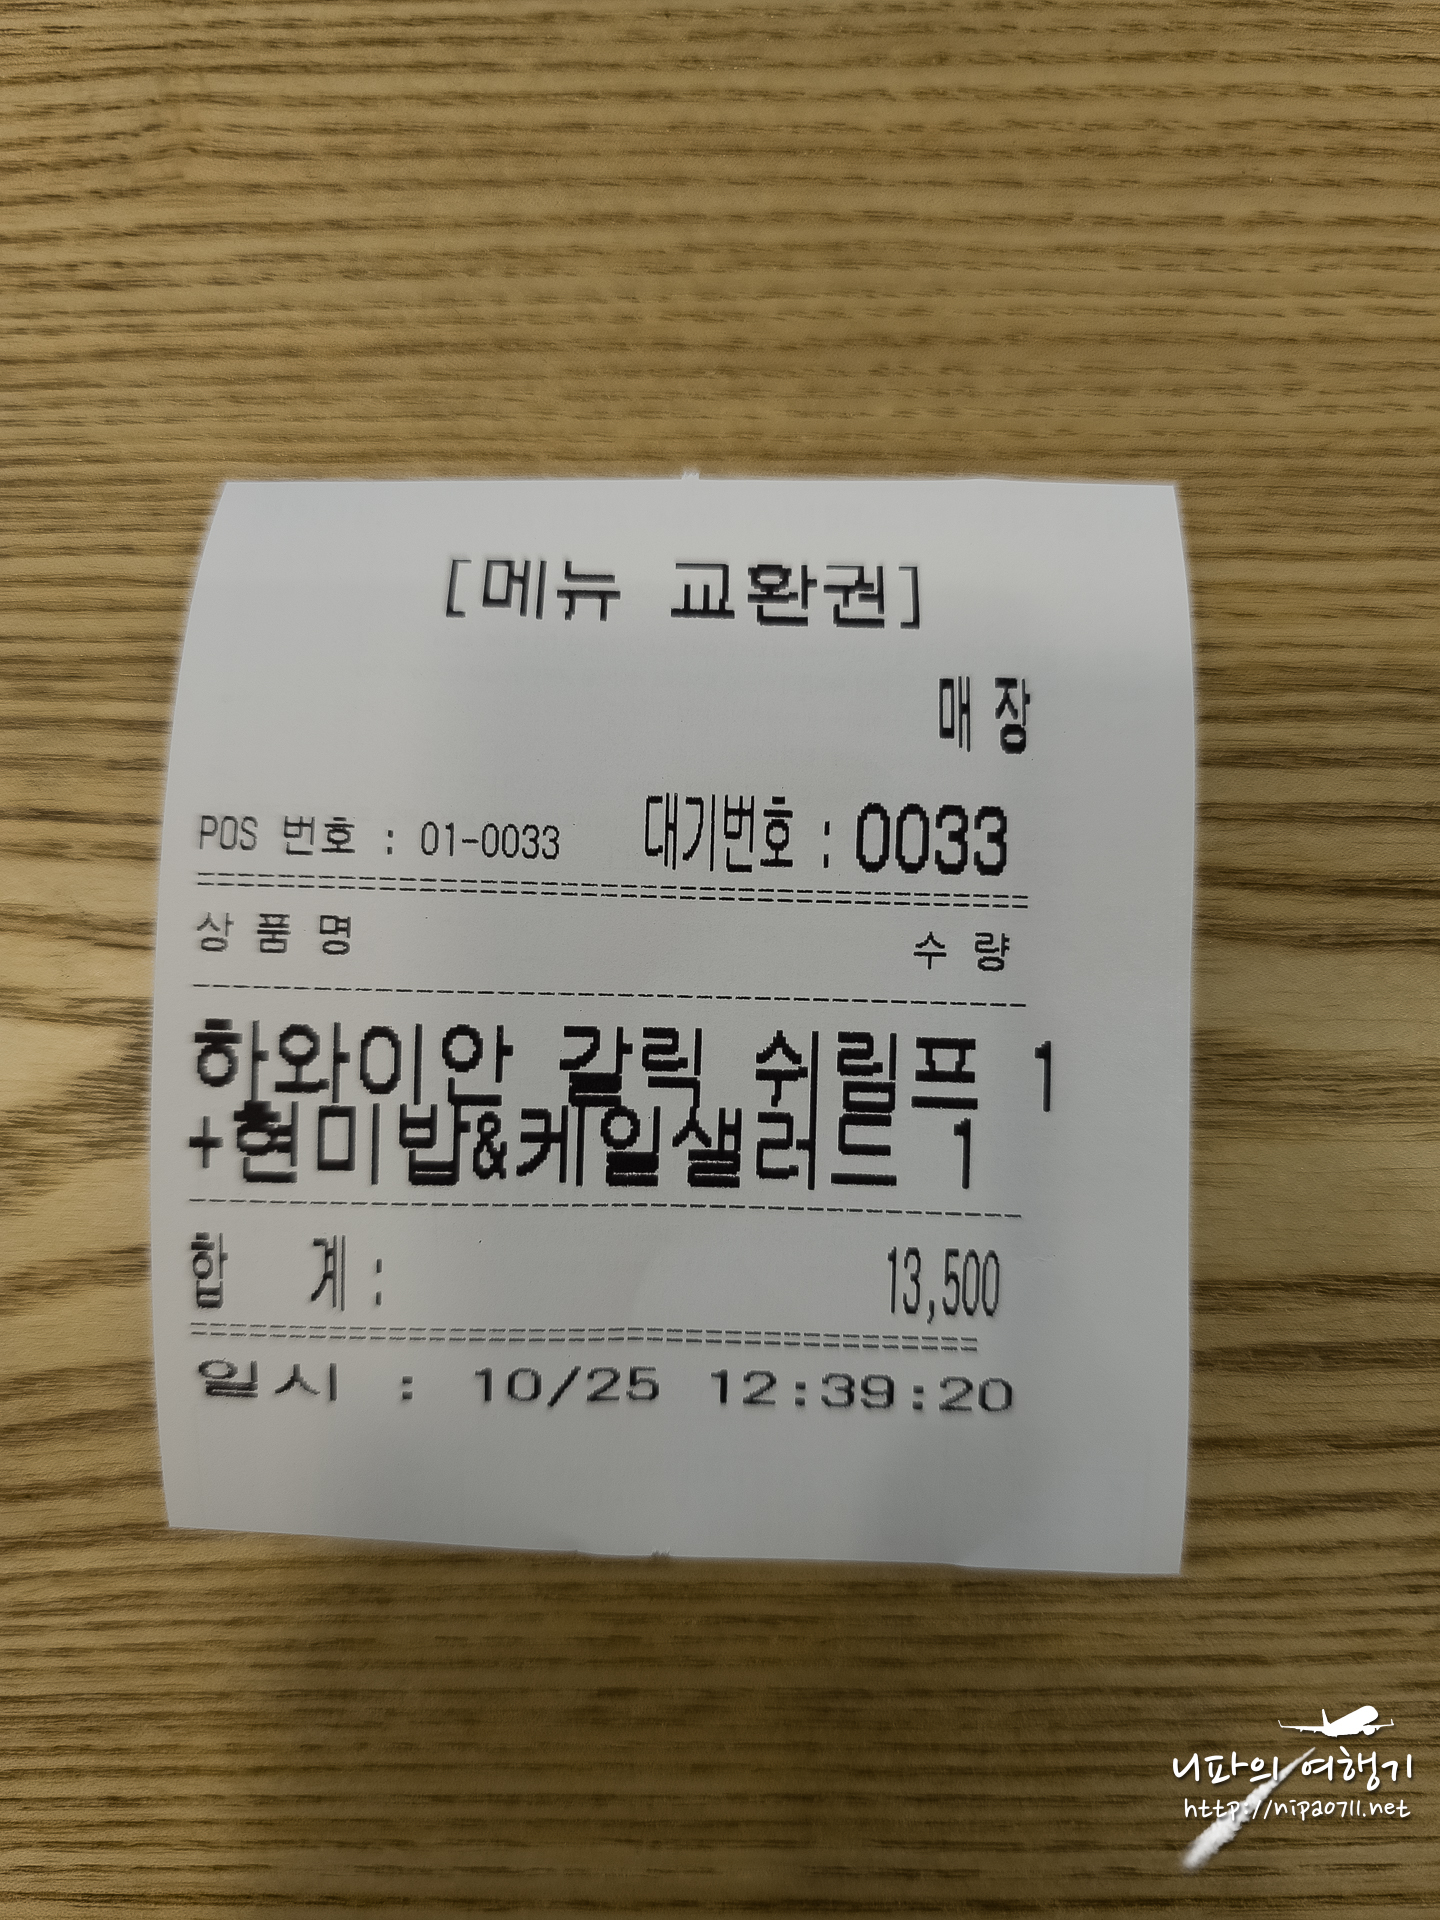 [메뉴 교환권]
매장
POS 번호 : 01-0033 대기번호 : 0033
상 품 명 수 량
하와이안 갈릭 쉬림프 1
+현미밥&케일샐러드 1
합 계 : 13,500
일시 : 10/25 12:39:20
니파의 여행기
http://nipa0711.net